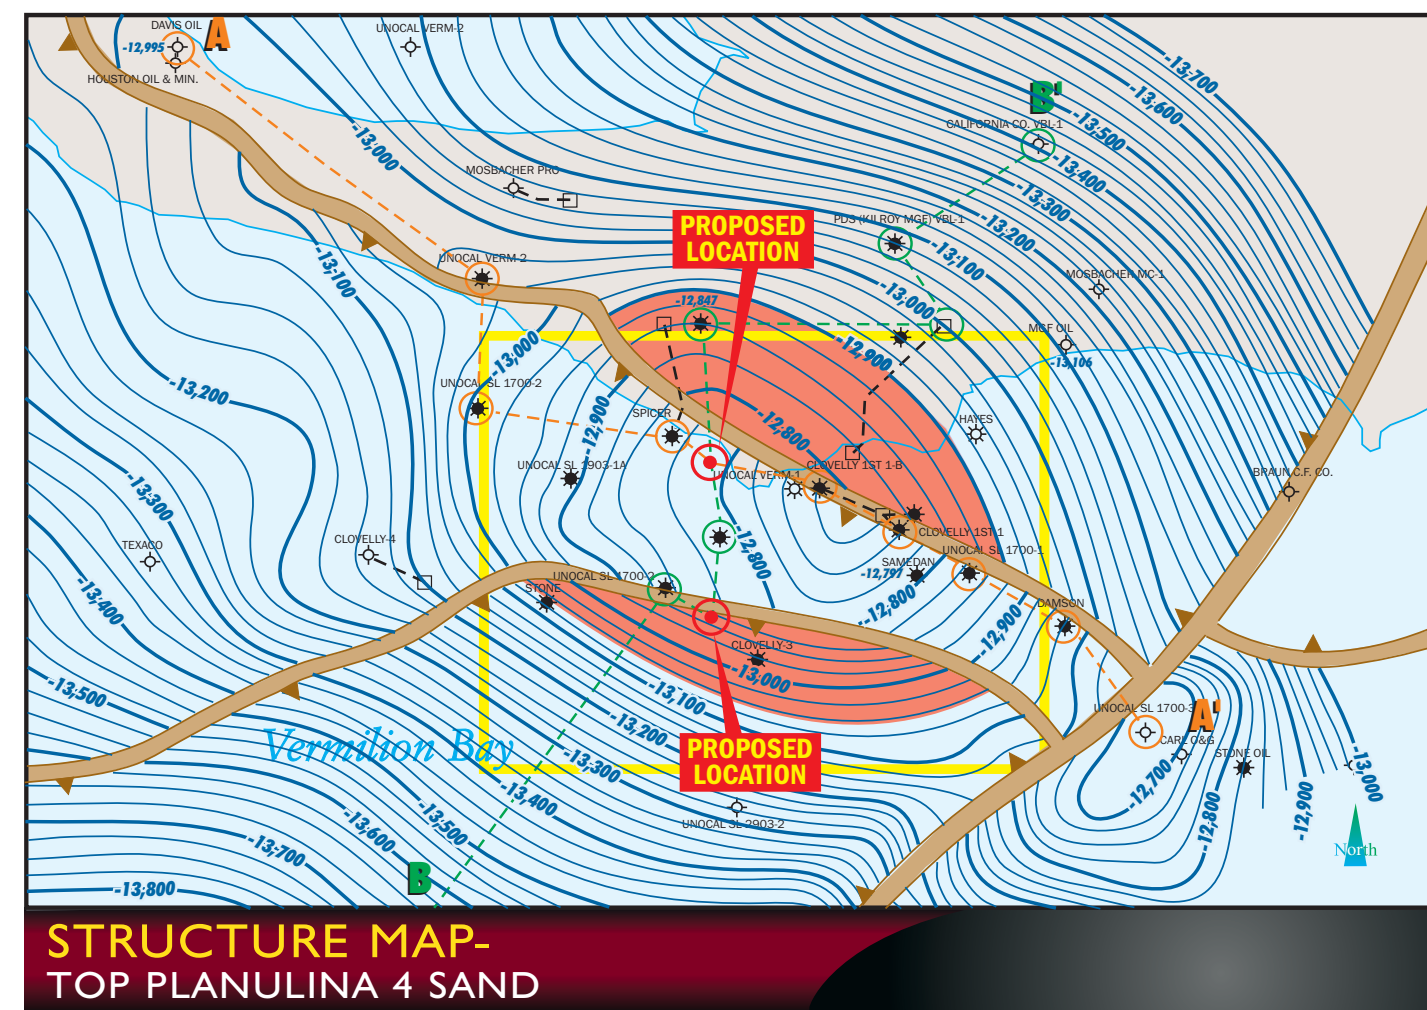 DAVIS OIL
A
-12,995
HOUSTON OIL & MIN.
UNOCAL VERM-2
-13,700
-13,600
B'
-13,500
CALIFORNIA CO. VBL-1
-13,400
-13,000
MOSBACHER PRO
-13,300
-13,200
PROPOSED
LOCATION
PDS (KILROY MGF) VBL-1
-13,100
UNOCAL VERM-2
-13,100
MOSBACHER MC-1
-13,000
-12,847
MGF OIL
-13,106
-12,900
-13,000
-13,200
UNOCAL SL 1700-2
SPICER
-12,900
-12,800
HAYES
UNOCAL SL 1903-1A
UNOCAL VERM-1
CLOVELLY 1ST 1-B
BRAUN C.F. CO.
-13,300
TEXACO
CLOVELLY-4
-12,800
CLOVELLY 1ST-1
UNOCAL SL 1700-1
SAMEDAN
-12,797
UNOCAL SL 1700-2
STONE
-12,800
-13,400
DAMSON
-12,900
CLOVELLY-3
-13,000
-13,500
-13,100
UNOCAL SL 1700-3
A'
-13,200
Vermilion Bay
CARL O&G
STONE OIL
PROPOSED
LOCATION
-13,300
-12,700
-13,000
-13,400
UNOCAL SL 2903-2
-12,800
-12,900
-13,500
-13,600
-13,700
North
B
-13,800
STRUCTURE MAP-
TOP PLANULINA 4 SAND